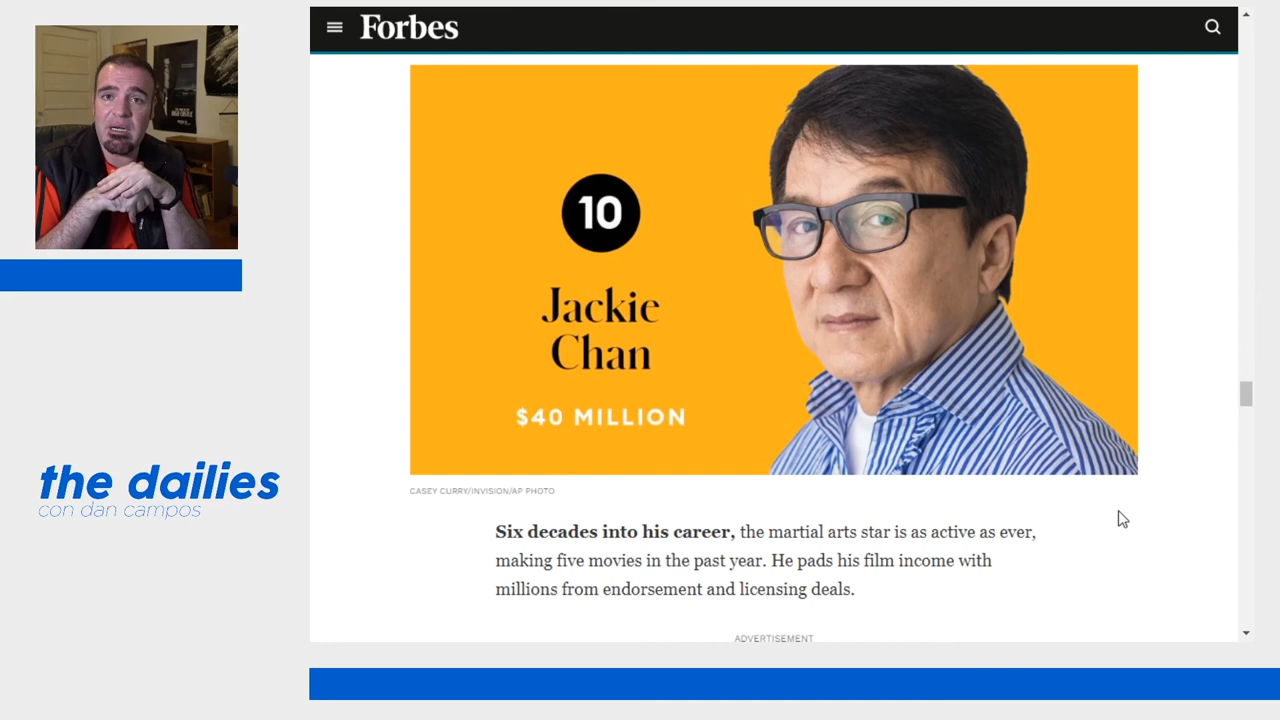 Forbes
10
Jackie
Chan
$40 MILLION
CASEY CURRY/INVISION/AP PHOTO
Six decades into his career, the martial arts star is as active as ever,
making five movies in the past year. He pads his film income with
millions from endorsement and licensing deals.
ADVERTISEMENT
the dailies
con dan campos